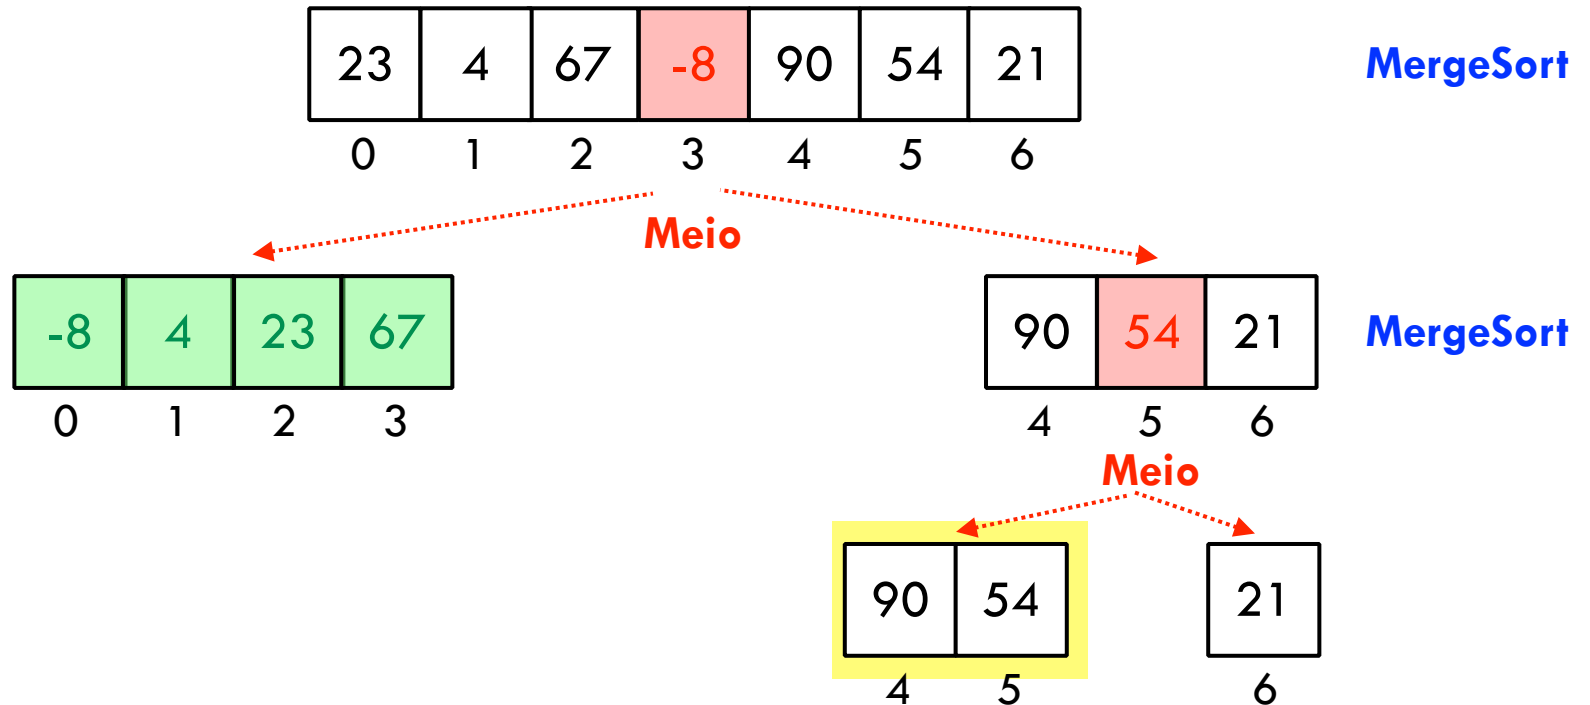 23 4 67 -8 90 54 21 MergeSort
0 1 2 3 4 5 6
Meio
-8 4 23 67 90 54 21 MergeSort
0 1 2 3 4 5 6
Meio
90 54 21
4 5 6